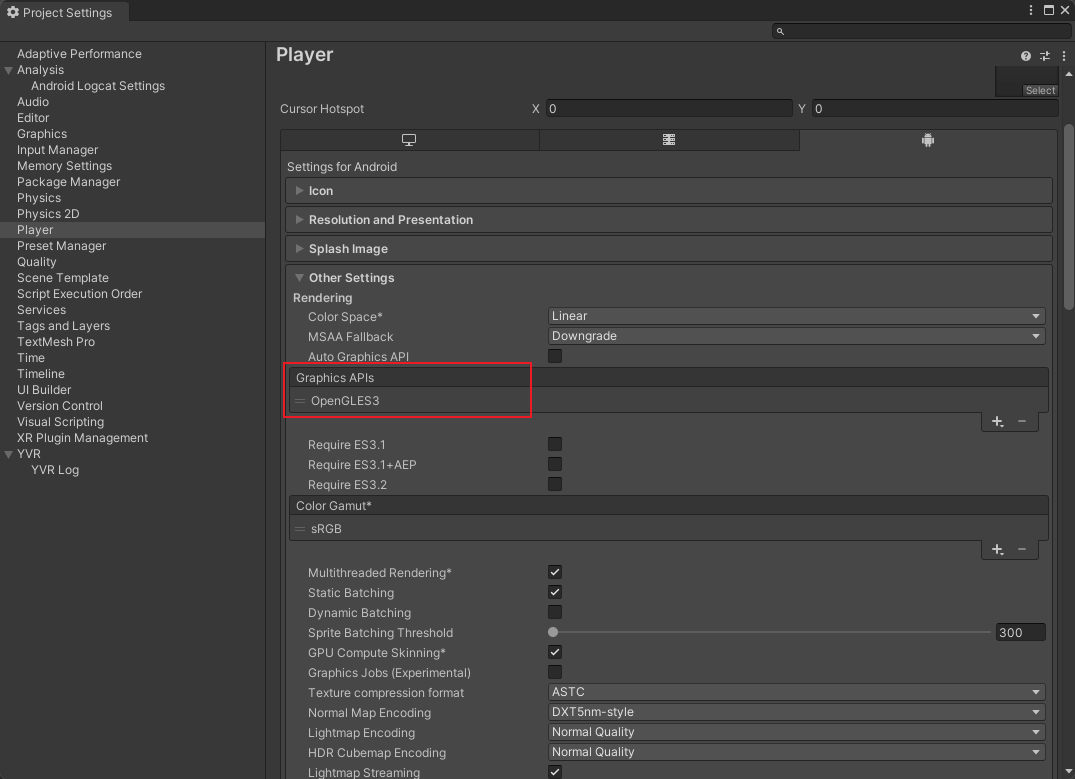 Project Settings
Adaptive Performance
Analysis
Android Logcat Settings
Audio
Editor
Graphics
Input Manager
Memory Settings
Package Manager
Physics
Physics 2D
Player
Preset Manager
Quality
Scene Template
Script Execution Order
Services
Tags and Layers
TextMesh Pro
Time
Timeline
UI Builder
Version Control
Visual Scripting
XR Plugin Management
YVR
YVR Log
Player
Select
Cursor Hotspot X 0 Y 0
Settings for Android
Icon
Resolution and Presentation
Splash Image
Other Settings
Rendering
Color Space* Linear
MSAA Fallback Downgrade
Auto Graphics API
Graphics APIs
OpenGLES3
Require ES3.1
Require ES3.1+AEP
Require ES3.2
Color Gamut*
sRGB
Multithreaded Rendering*
Static Batching
Dynamic Batching
Sprite Batching Threshold 300
GPU Compute Skinning*
Graphics Jobs (Experimental)
Texture compression format ASTC
Normal Map Encoding DXT5nm-style
Lightmap Encoding Normal Quality
HDR Cubemap Encoding Normal Quality
Lightmap Streaming